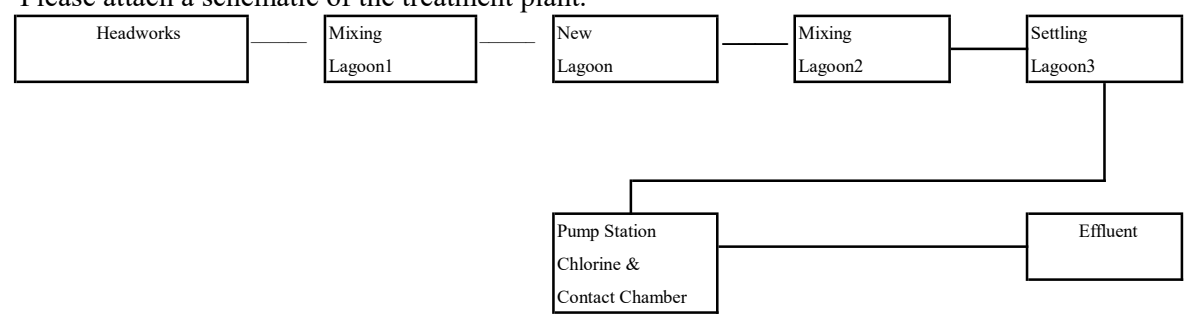 Please attach a schematic of the treatment plant.
Headworks
Mixing
Lagoon1
New
Lagoon
Mixing
Lagoon2
Settling
Lagoon3
Pump Station
Chlorine &
Contact Chamber
Effluent